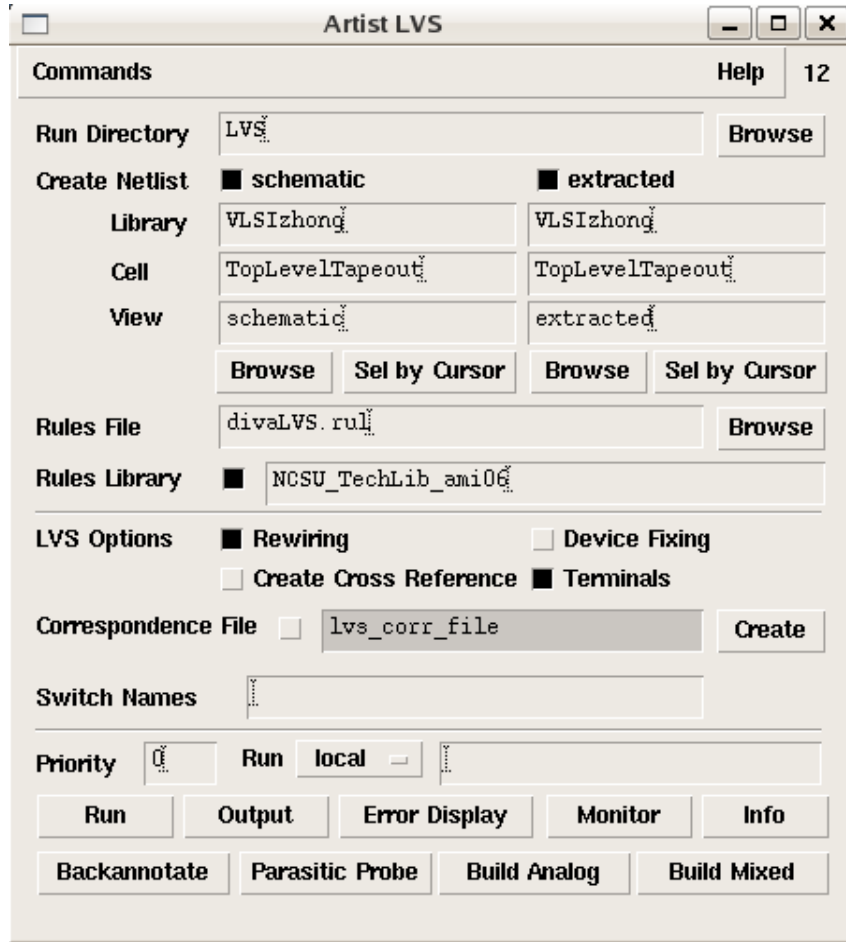 Artist LVS
Commands Help 12
Run Directory LVS Browse
Create Netlist schematic extracted
Library VLSIzhong VLSIzhong
Cell TopLevelTapeout TopLevelTapeout
View schematic extracted
Browse Sel by Cursor Browse Sel by Cursor
Rules File divaLVS.rul Browse
Rules Library NCSU_TechLib_ami06
LVS Options Rewiring Device Fixing
Create Cross Reference Terminals
Correspondence File lvs_corr_file Create
Switch Names
Priority 0 Run local
Run Output Error Display Monitor Info
Backannotate Parasitic Probe Build Analog Build Mixed